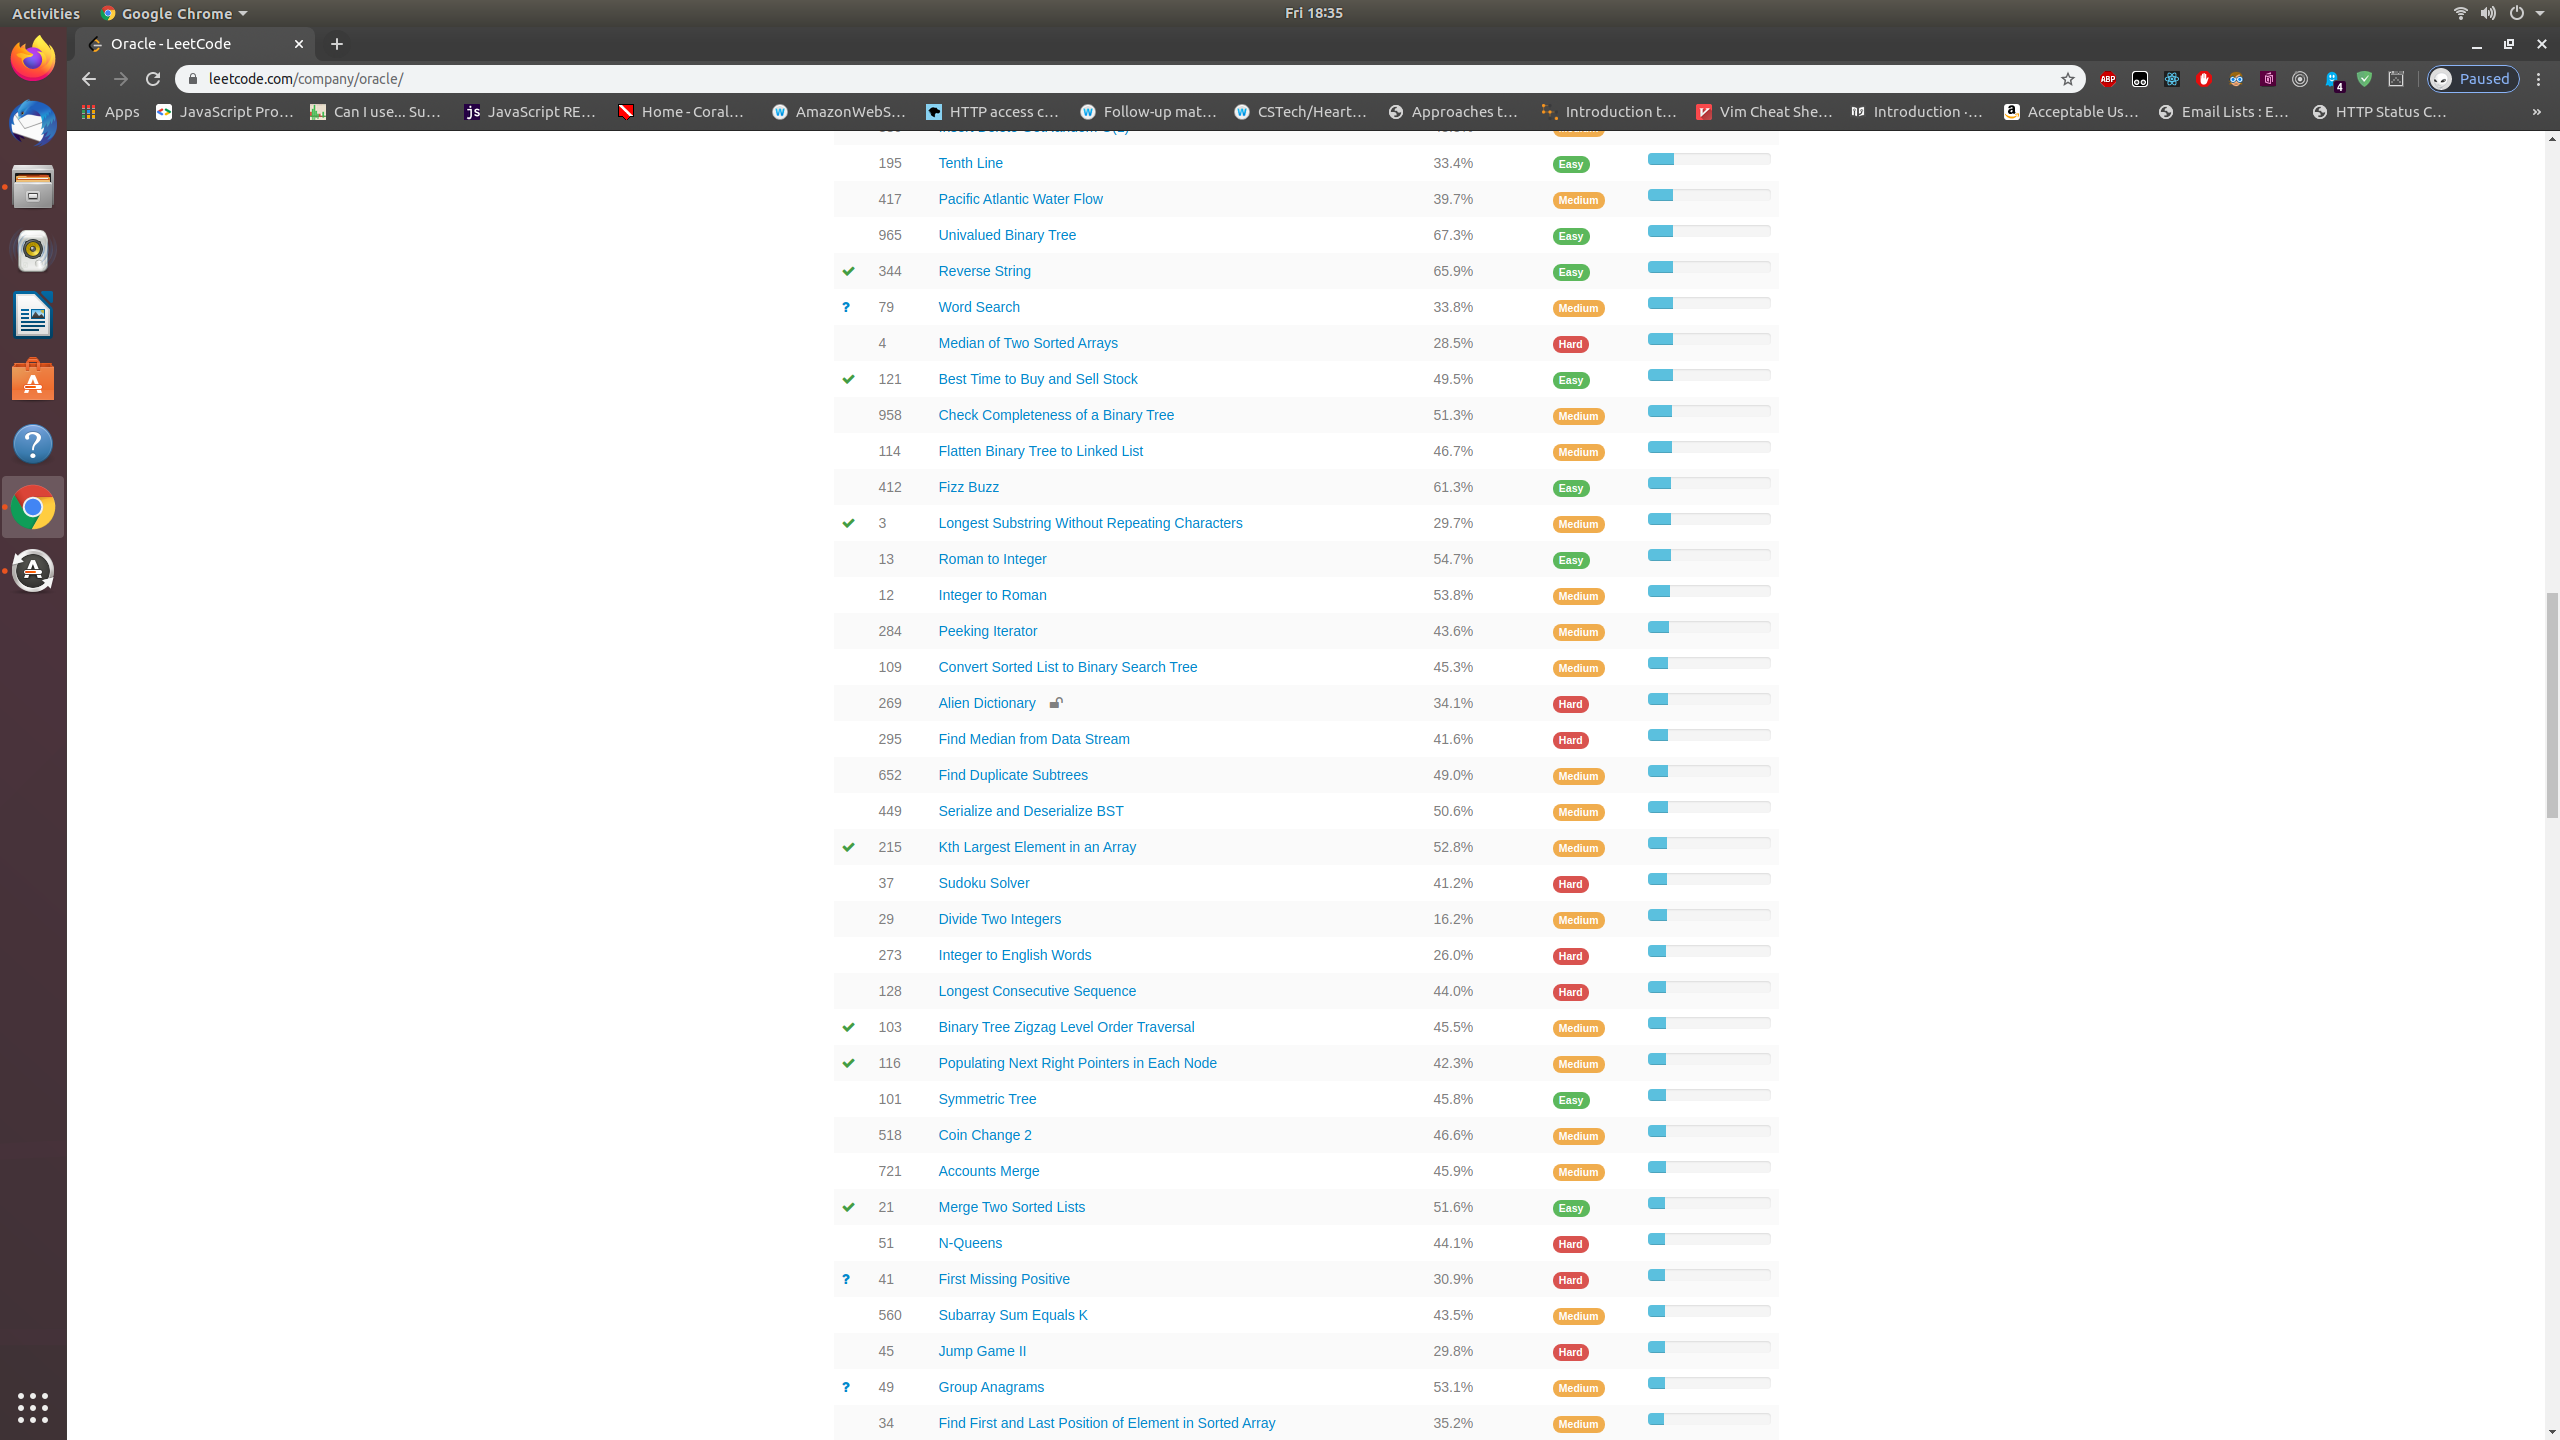 Activities Google Chrome Fri 18:35
Oracle - LeetCode
leetcode.com/company/oracle/ ABP 4 Paused
Apps JavaScript Pro… Can I use... Su… js JavaScript RE… Home - Coral… AmazonWebS… HTTP access c… Follow-up mat… CSTech/Heart… Approaches t… Introduction t… Vim Cheat She… Introduction ·… Acceptable Us… Email Lists : E… HTTP Status C… »
195 Tenth Line 33.4% Easy
417 Pacific Atlantic Water Flow 39.7% Medium
965 Univalued Binary Tree 67.3% Easy
344 Reverse String 65.9% Easy
? 79 Word Search 33.8% Medium
4 Median of Two Sorted Arrays 28.5% Hard
121 Best Time to Buy and Sell Stock 49.5% Easy
958 Check Completeness of a Binary Tree 51.3% Medium
114 Flatten Binary Tree to Linked List 46.7% Medium
412 Fizz Buzz 61.3% Easy
3 Longest Substring Without Repeating Characters 29.7% Medium
13 Roman to Integer 54.7% Easy
12 Integer to Roman 53.8% Medium
284 Peeking Iterator 43.6% Medium
109 Convert Sorted List to Binary Search Tree 45.3% Medium
269 Alien Dictionary 34.1% Hard
295 Find Median from Data Stream 41.6% Hard
652 Find Duplicate Subtrees 49.0% Medium
449 Serialize and Deserialize BST 50.6% Medium
215 Kth Largest Element in an Array 52.8% Medium
37 Sudoku Solver 41.2% Hard
29 Divide Two Integers 16.2% Medium
273 Integer to English Words 26.0% Hard
128 Longest Consecutive Sequence 44.0% Hard
103 Binary Tree Zigzag Level Order Traversal 45.5% Medium
116 Populating Next Right Pointers in Each Node 42.3% Medium
101 Symmetric Tree 45.8% Easy
518 Coin Change 2 46.6% Medium
721 Accounts Merge 45.9% Medium
21 Merge Two Sorted Lists 51.6% Easy
51 N-Queens 44.1% Hard
? 41 First Missing Positive 30.9% Hard
560 Subarray Sum Equals K 43.5% Medium
45 Jump Game II 29.8% Hard
? 49 Group Anagrams 53.1% Medium
34 Find First and Last Position of Element in Sorted Array 35.2% Medium